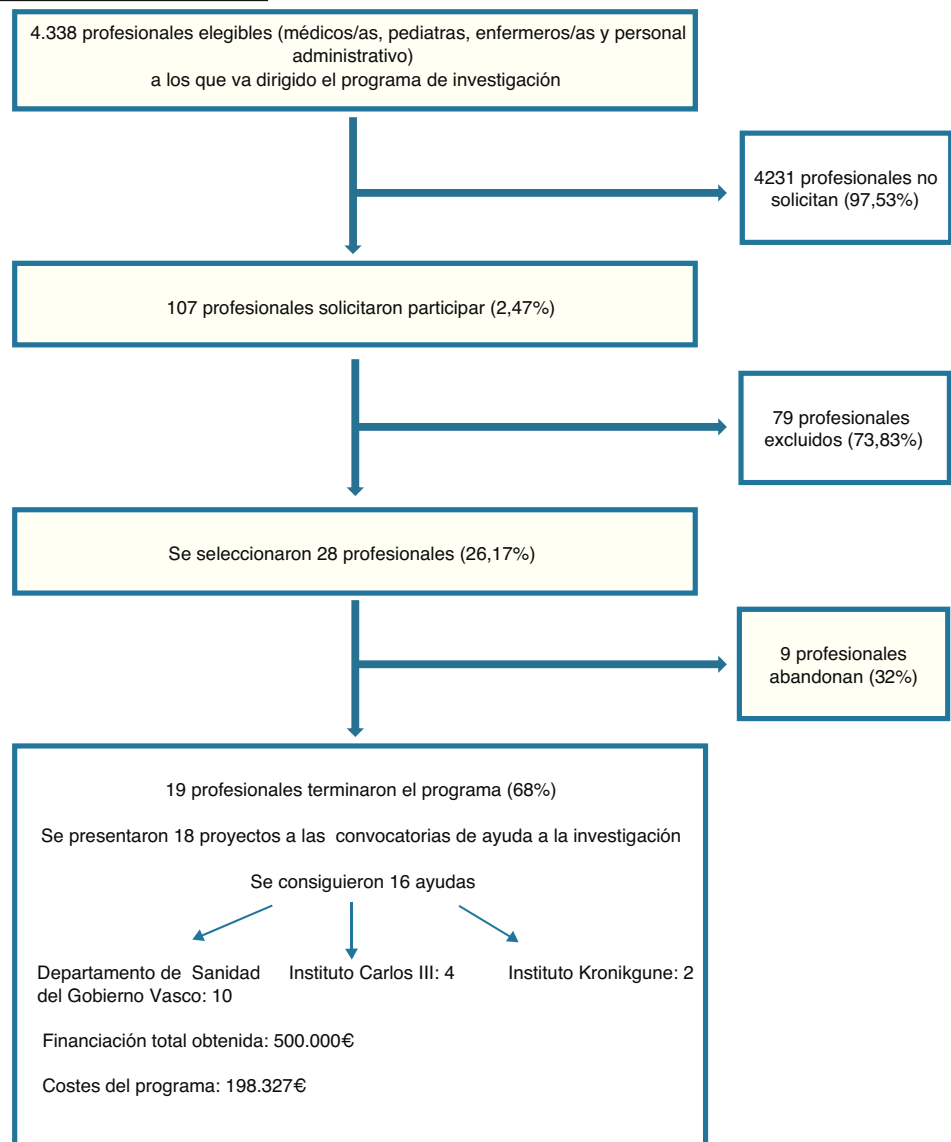 4.338 profesionales elegibles (médicos/as, pediatras, enfermeros/as y personal
administrativo)
a los que va dirigido el programa de investigación
4231 profesionales no
solicitan (97,53%)
107 profesionales solicitaron participar (2,47%)
79 profesionales
excluidos (73,83%)
Se seleccionaron 28 profesionales (26,17%)
9 profesionales
abandonan (32%)
19 profesionales terminaron el programa (68%)
Se presentaron 18 proyectos a las convocatorias de ayuda a la investigación
Se consiguieron 16 ayudas
Departamento de Sanidad
del Gobierno Vasco: 10
Instituto Carlos III: 4
Instituto Kronikgune: 2
Financiación total obtenida: 500.000€
Costes del programa: 198.327€